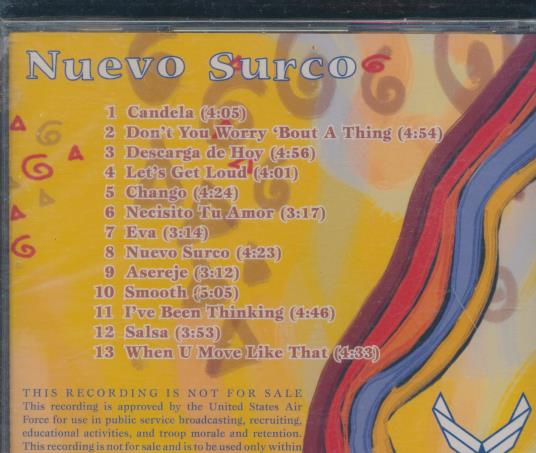 Nuevo Surco
1 Candela (4:05)
2 Don't You Worry 'Bout A Thing (4:54)
3 Descarga de Hoy (4:56)
4 Let's Get Loud (4:01)
5 Chango (4:24)
6 Necisito Tu Amor (3:17)
7 Eva (3:14)
8 Nuevo Surco (4:23)
9 Asereje (3:12)
10 Smooth (5:05)
11 I've Been Thinking (4:46)
12 Salsa (3:53)
13 When U Move Like That (4:33)
THIS RECORDING IS NOT FOR SALE
This recording is approved by the United States Air
Force for use in public service broadcasting, recruiting,
educational activities, and troop morale and retention.
This recording is not for sale and is to be used only within